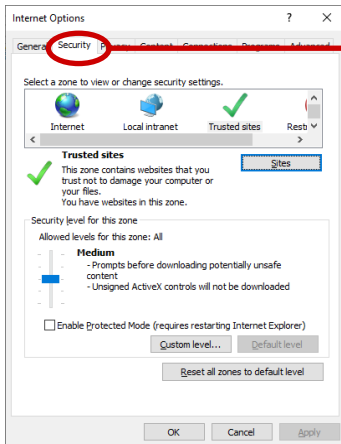 Internet Options
? X
General Security Privacy Content Connections Programs Advanced
Select a zone to view or change security settings.
Internet Local intranet Trusted sites Restr
Trusted sites
Sites
This zone contains websites that you
trust not to damage your computer or
your files.
You have websites in this zone.
Security level for this zone
Allowed levels for this zone: All
Medium
- Prompts before downloading potentially unsafe
content
- Unsigned ActiveX controls will not be downloaded
Enable Protected Mode (requires restarting Internet Explorer)
Custom level... Default level
Reset all zones to default level
OK Cancel Apply